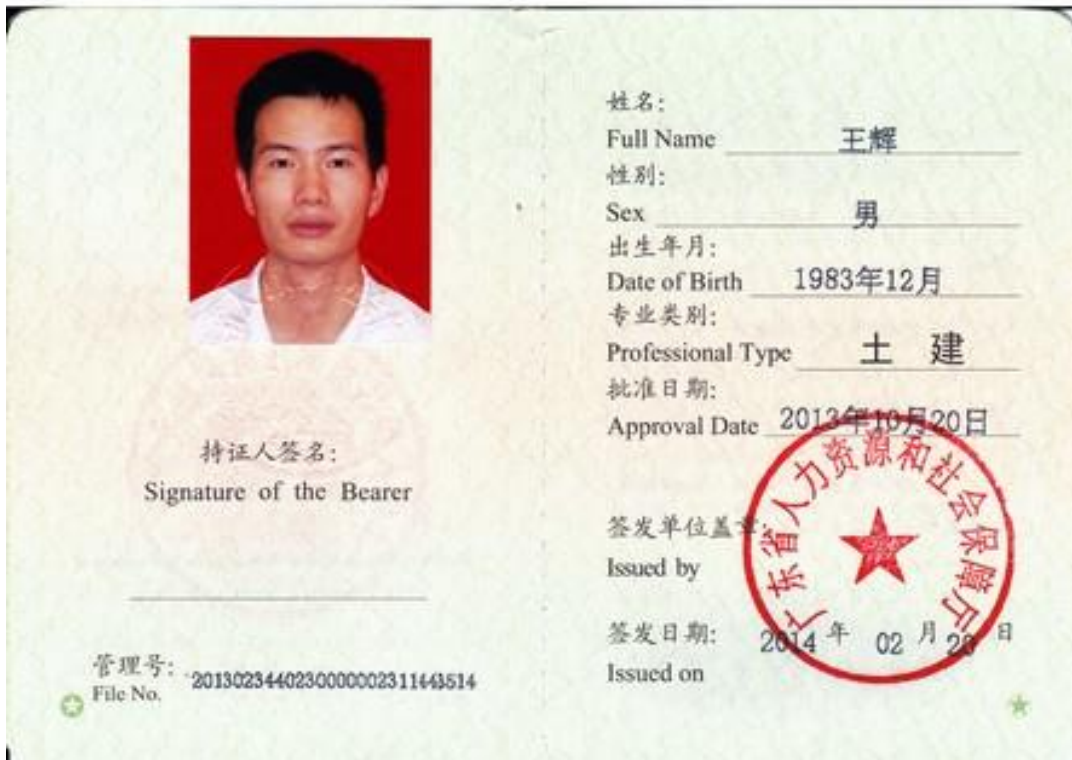 持证人签名:
Signature of the Bearer
管理号: 20130234402300000023114​43514
File No.
姓名:
Full Name 王辉
性别:
Sex 男
出生年月:
Date of Birth 1983年12月
专业类别:
Professional Type 土 建
批准日期:
Approval Date 2013年10月20日
广东省人力资源和社会保障厅
签发单位盖章:
Issued by
签发日期: 2014 年 02 月 20 日
Issued on